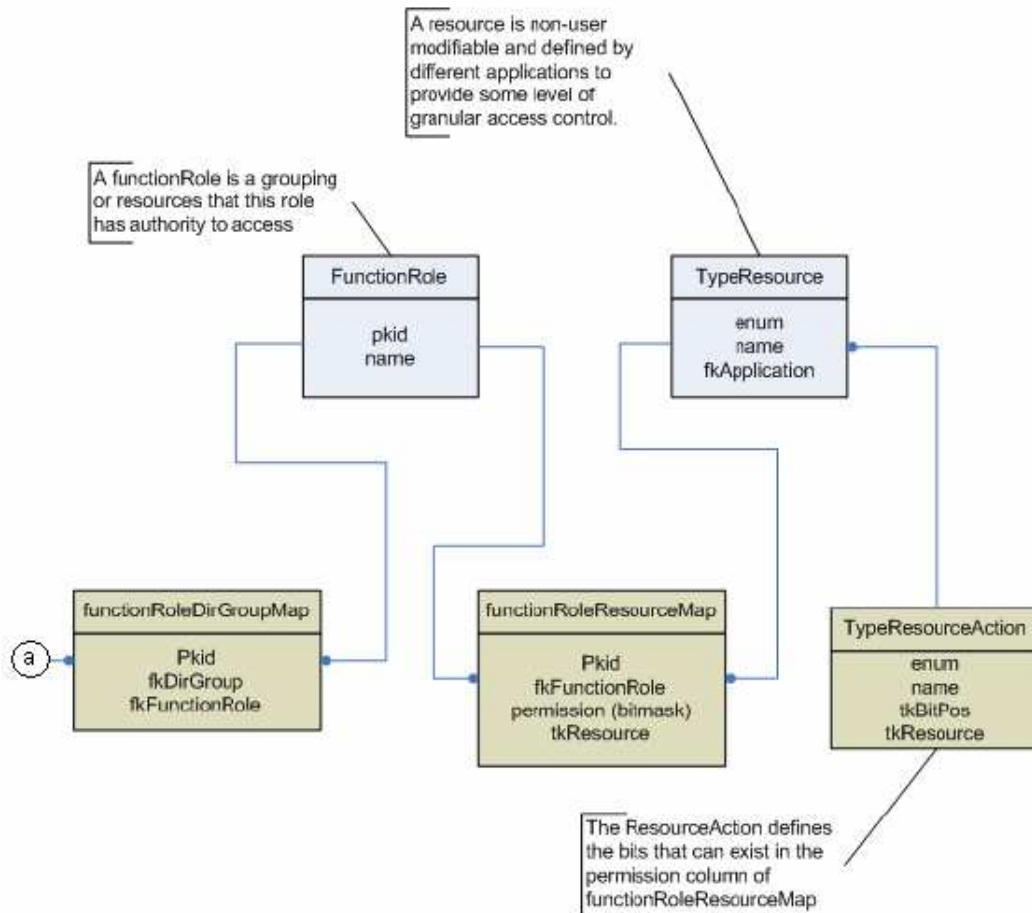 A resource is non-user
modifiable and defined by
different applications to
provide some level of
granular access control.
A functionRole is a grouping
or resources that this role
has authority to access
FunctionRole
pkid
name
TypeResource
enum
name
fkApplication
functionRoleDirGroupMap
Pkid
fkDirGroup
fkFunctionRole
functionRoleResourceMap
Pkid
fkFunctionRole
permission (bitmask)
tkResource
TypeResourceAction
enum
name
tkBitPos
tkResource
a
The ResourceAction defines
the bits that can exist in the
permission column of
functionRoleResourceMap